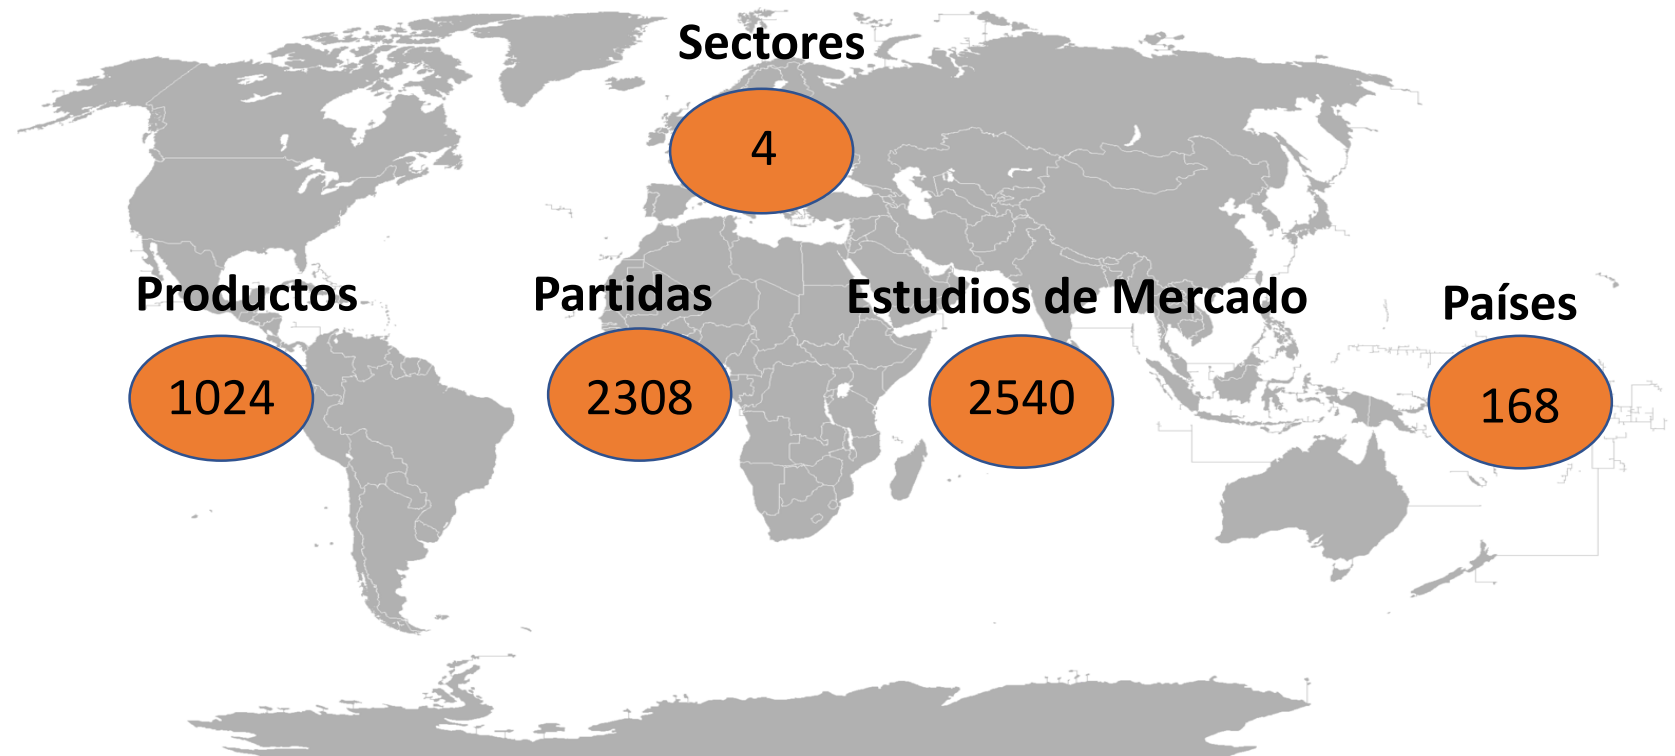 Sectores
4
Productos
1024
Partidas
2308
Estudios de Mercado
2540
Países
168